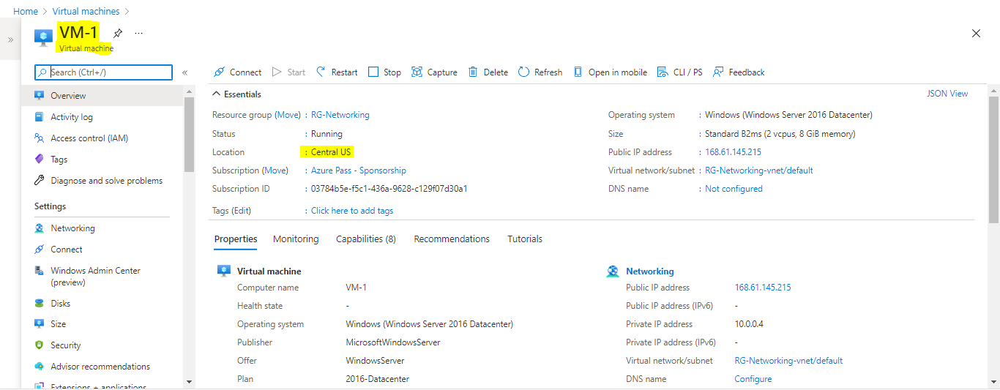 Home > Virtual machines >
»
VM-1 ...
Virtual machine
Search (Ctrl+/) «
Overview
Activity log
Access control (IAM)
Tags
Diagnose and solve problems
Settings
Networking
Connect
Windows Admin Center
(preview)
Disks
Size
Security
Advisor recommendations
Extensions + applications
Connect Start Restart Stop Capture Delete Refresh Open in mobile CLI / PS Feedback
Essentials JSON View
Resource group (Move) : RG-Networking
Status : Running
Location : Central US
Subscription (Move) : Azure Pass - Sponsorship
Subscription ID : 03784b5e-f5c1-436a-9628-c129f07d30a1
Tags (Edit) : Click here to add tags
Operating system : Windows (Windows Server 2016 Datacenter)
Size : Standard B2ms (2 vcpus, 8 GiB memory)
Public IP address : 168.61.145.215
Virtual network/subnet : RG-Networking-vnet/default
DNS name : Not configured
Properties Monitoring Capabilities (8) Recommendations Tutorials
Virtual machine
Computer name VM-1
Health state -
Operating system Windows (Windows Server 2016 Datacenter)
Publisher MicrosoftWindowsServer
Offer WindowsServer
Plan 2016-Datacenter
Networking
Public IP address 168.61.145.215
Public IP address (IPv6) -
Private IP address 10.0.0.4
Private IP address (IPv6) -
Virtual network/subnet RG-Networking-vnet/default
DNS name Configure